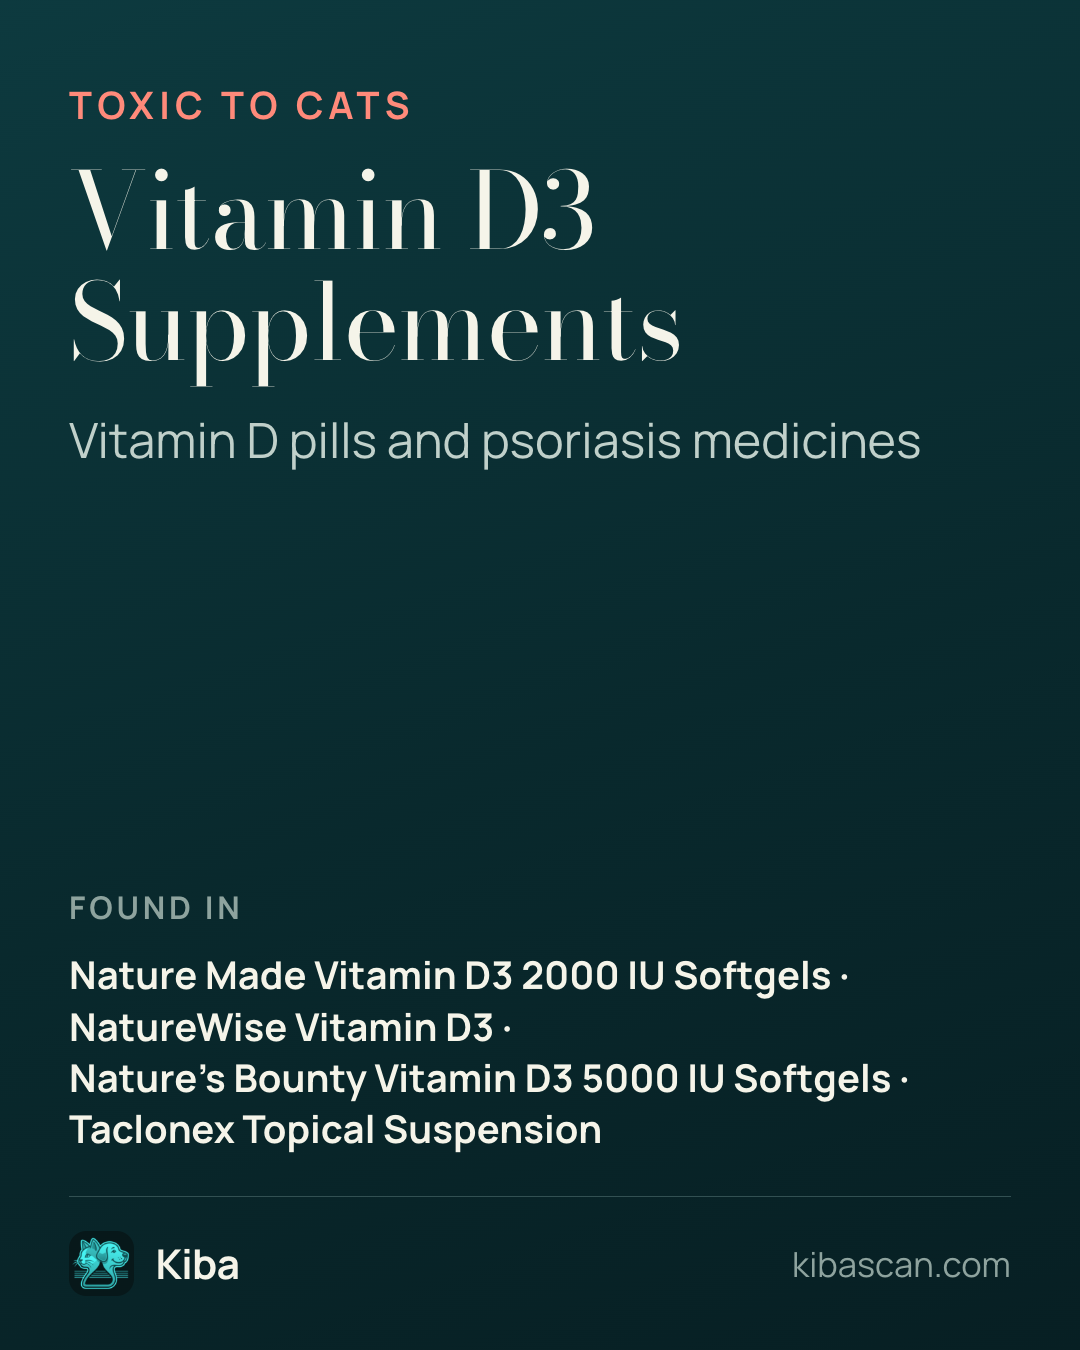 TOXIC TO CATS
Vitamin D3
Supplements
Vitamin D pills and psoriasis medicines
FOUND IN
Nature Made Vitamin D3 2000 IU Softgels ·
NatureWise Vitamin D3 ·
Nature’s Bounty Vitamin D3 5000 IU Softgels ·
Taclonex Topical Suspension
Kiba
kibascan.com